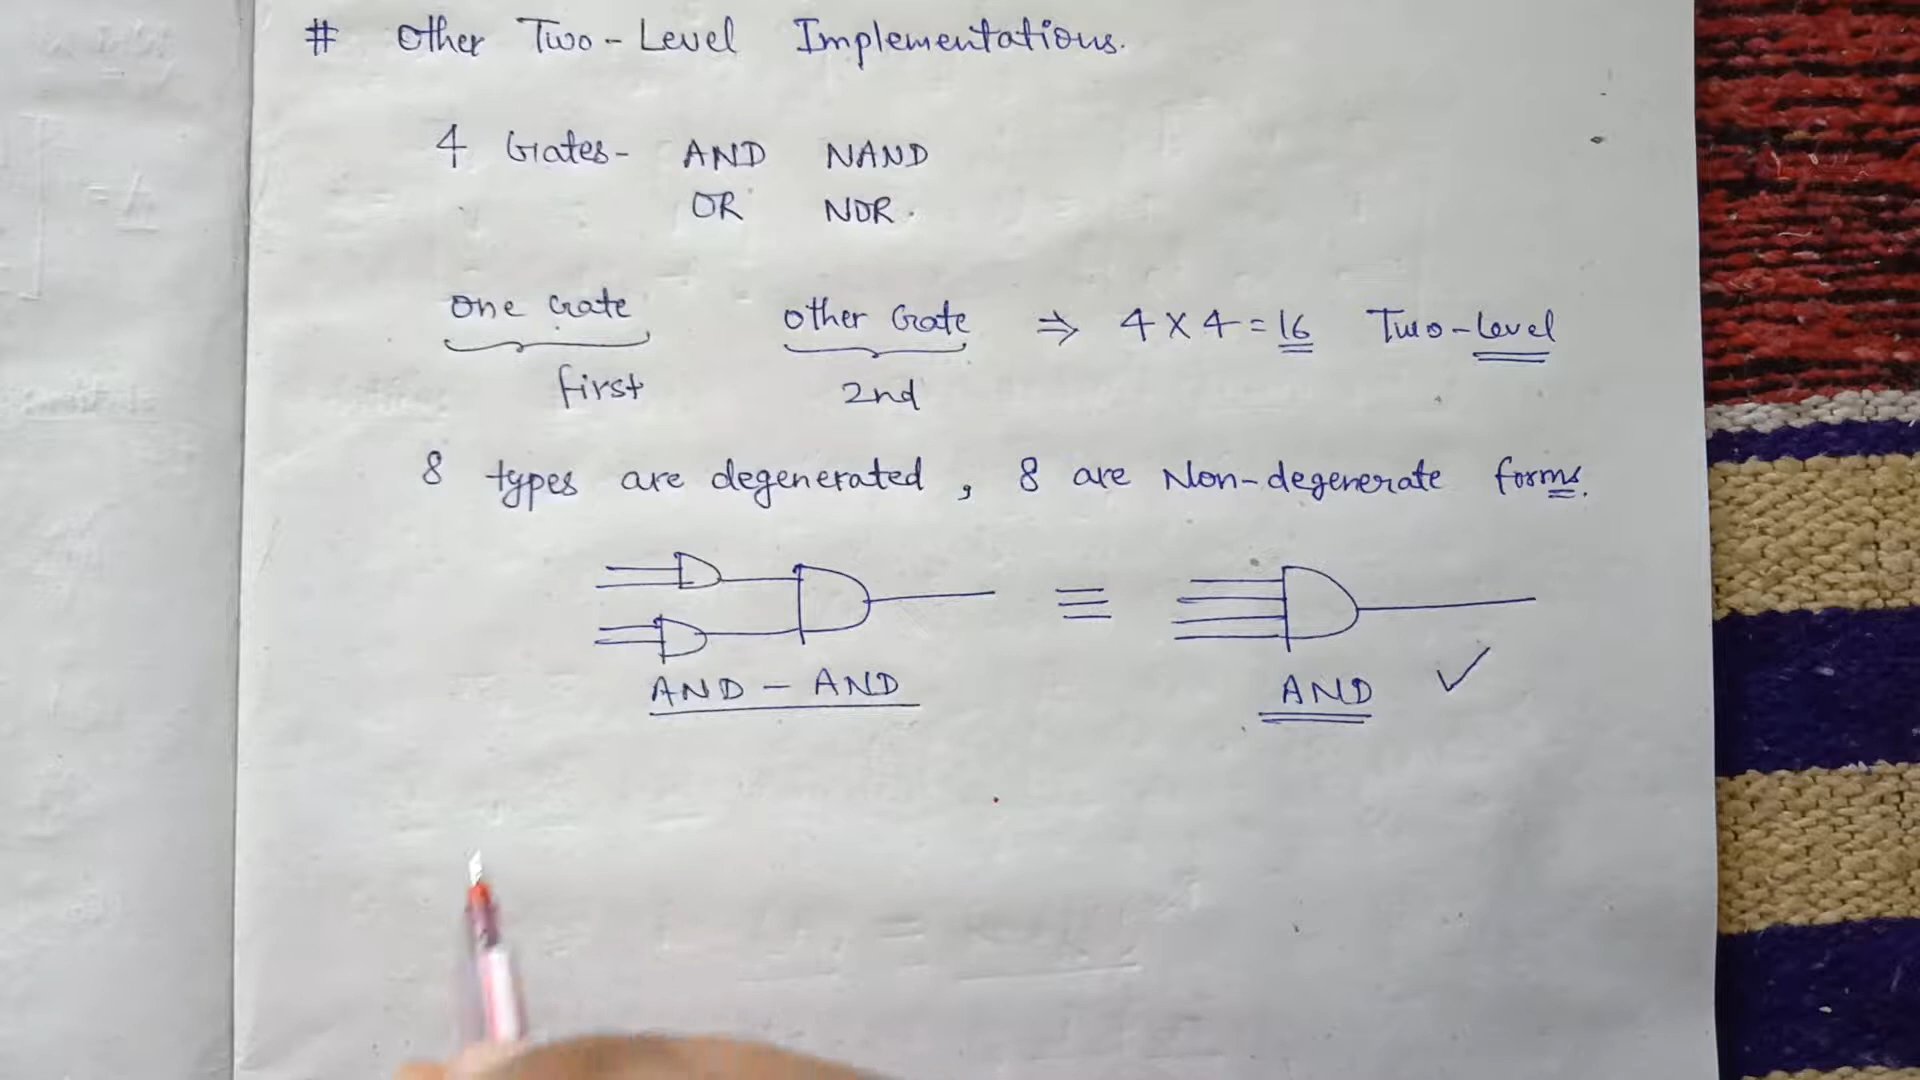 # Other Two-Level Implementations.
4 Gates- AND NAND
OR NOR.
One Gate other Gate ⇒ 4 X 4 = 16 Two-Level
first 2nd
8 types are degenerated, 8 are Non-degenerate forms.
≡
AND - AND AND ✓